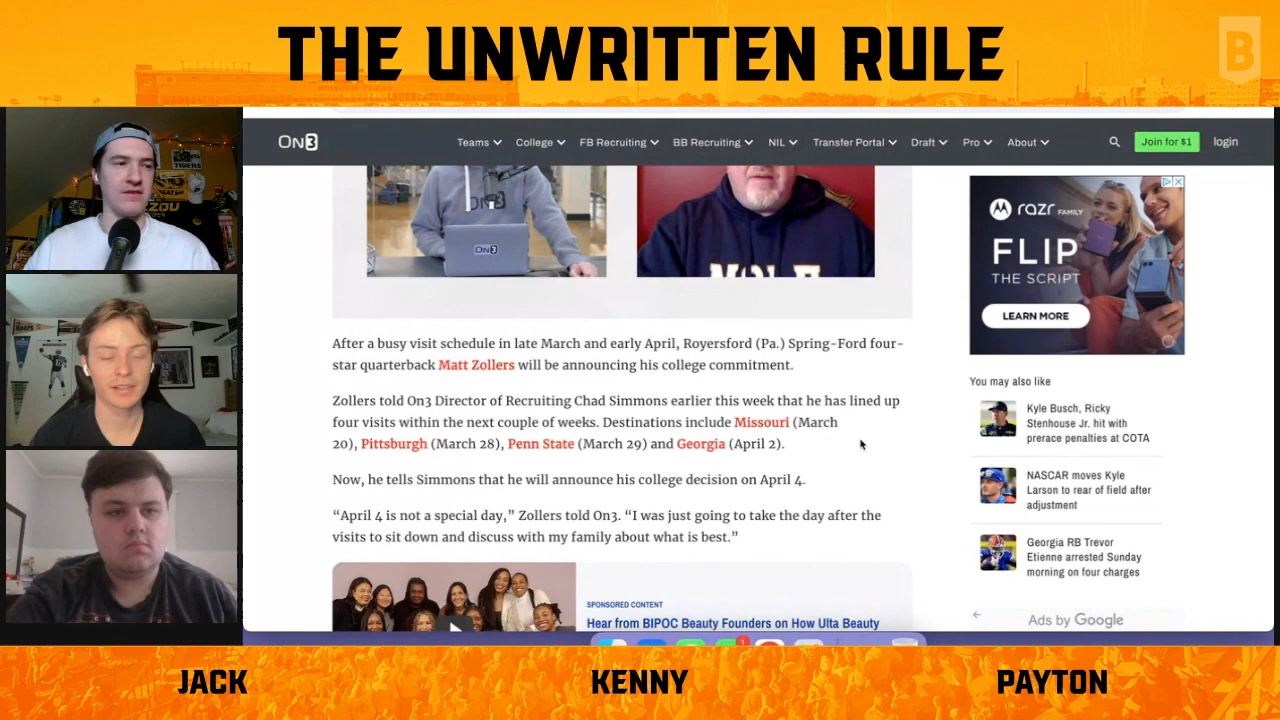 THE UNWRITTEN RULE
B
TIGERS
ON3
Teams
College
FB Recruiting
BB Recruiting
NIL
Transfer Portal
Draft
Pro
About
Join for $1
login
ON3
razr FAMILY
FLIP
THE SCRIPT
LEARN MORE
After a busy visit schedule in late March and early April, Royersford (Pa.) Spring-Ford four-
star quarterback Matt Zollers will be announcing his college commitment.
Zollers told On3 Director of Recruiting Chad Simmons earlier this week that he has lined up
four visits within the next couple of weeks. Destinations include Missouri (March
20), Pittsburgh (March 28), Penn State (March 29) and Georgia (April 2).
Now, he tells Simmons that he will announce his college decision on April 4.
“April 4 is not a special day,” Zollers told On3. “I was just going to take the day after the
visits to sit down and discuss with my family about what is best.”
You may also like
Kyle Busch, Ricky
Stenhouse Jr. hit with
prerace penalties at COTA
NASCAR moves Kyle
Larson to rear of field after
adjustment
Georgia RB Trevor
Etienne arrested Sunday
morning on four charges
Ads by Google
SPONSORED CONTENT
Hear from BIPOC Beauty Founders on How Ulta Beauty
1
JACK
KENNY
PAYTON